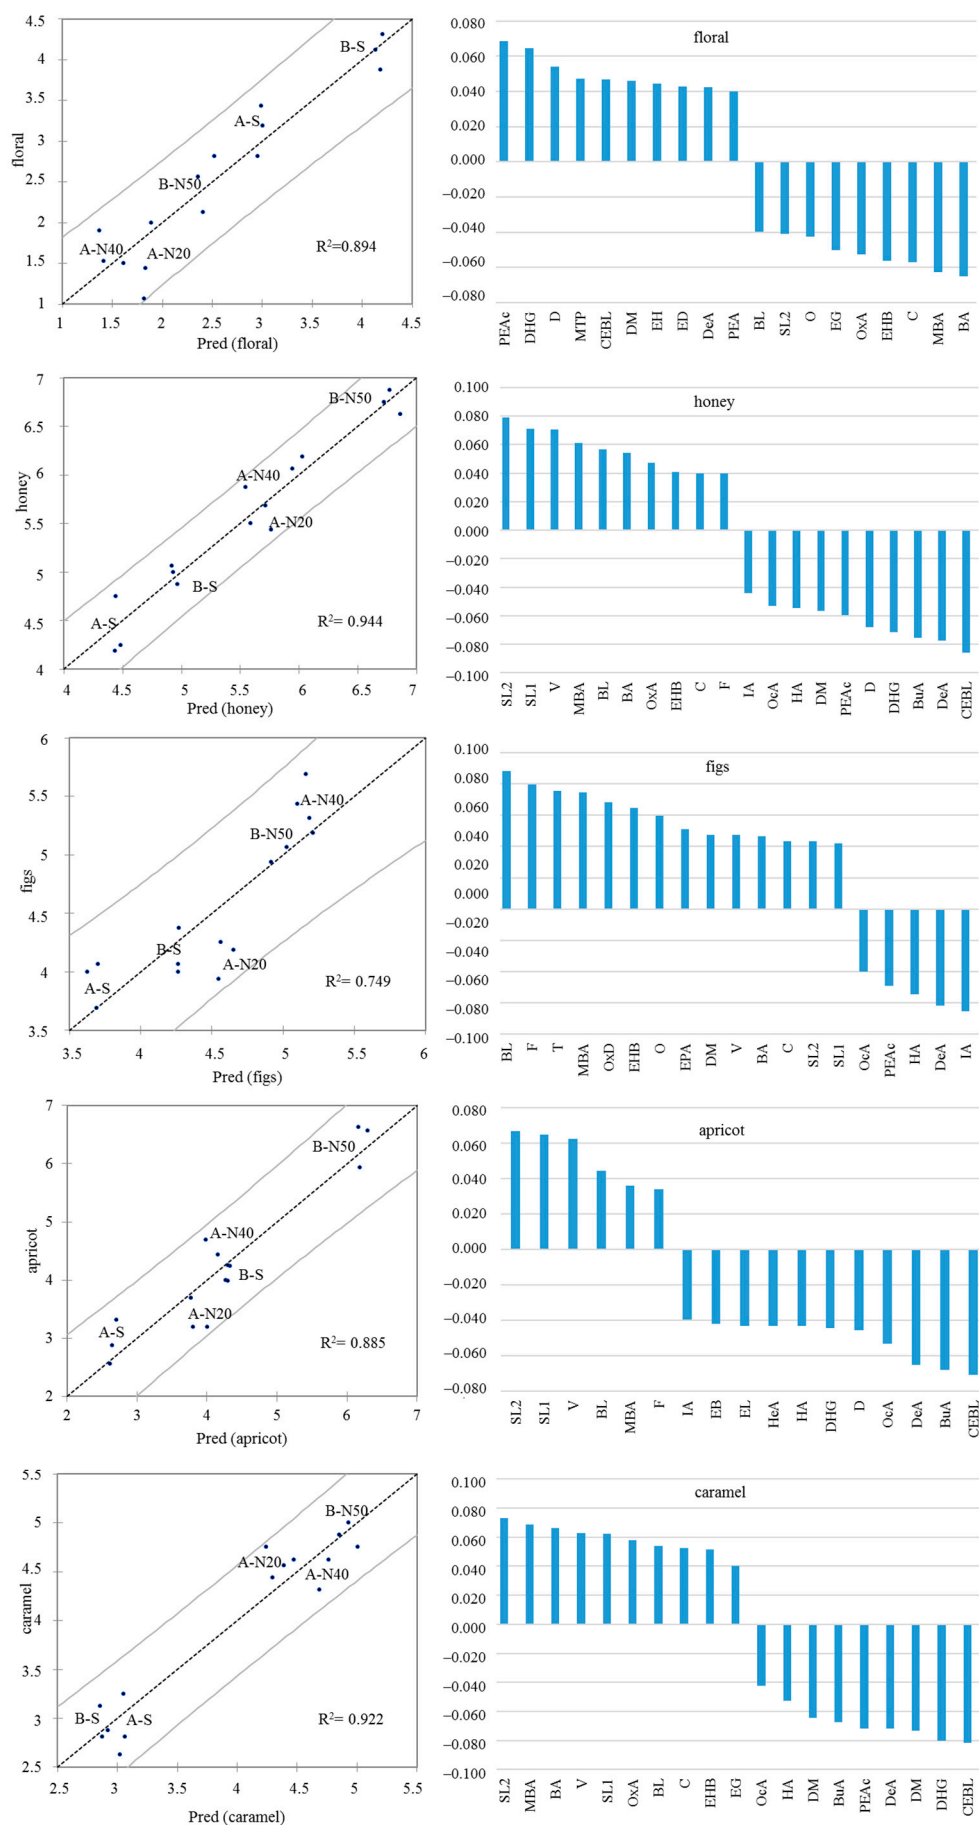 4.5
4
3.5
3
2.5
2
1.5
1
floral
B-S
A-S
B-N50
A-N40
A-N20
R²=0.894
1 1.5 2 2.5 3 3.5 4 4.5
Pred (floral)
floral
0.080
0.060
0.040
0.020
0.000
−0.020
−0.040
−0.060
−0.080
PEAc DHG D MTP CEBL DM EH ED DeA PEA BL SL2 O EG OxA EHB C MBA BA
7
6.5
6
5.5
5
4.5
4
honey
B-N50
A-N40
A-N20
B-S
A-S
R²= 0.944
4 4.5 5 5.5 6 6.5 7
Pred (honey)
honey
0.100
0.080
0.060
0.040
0.020
0.000
−0.020
−0.040
−0.060
−0.080
−0.100
SL2 SL1 V MBA BL BA OxA EHB C F IA OcA HA DM PEAc D DHG BuA DeA CEBL
6
5.5
5
4.5
4
3.5
figs
A-N40
B-N50
B-S
A-N20
A-S
R²= 0.749
3.5 4 4.5 5 5.5 6
Pred (figs)
figs
0.100
0.080
0.060
0.040
0.020
0.000
−0.020
−0.040
−0.060
−0.080
−0.100
BL F T MBA OxD EHB O EPA DM V BA C SL2 SL1 OcA PEAc HA DeA IA
7
6
5
4
3
2
apricot
B-N50
A-N40
B-S
A-N20
A-S
R²= 0.885
2 3 4 5 6 7
Pred (apricot)
apricot
0.080
0.060
0.040
0.020
0.000
−0.020
−0.040
−0.060
−0.080
SL2 SL1 V BL MBA F IA EB EL HeA HA DHG D OcA DeA BuA CEBL
5.5
5
4.5
4
3.5
3
2.5
caramel
B-N50
A-N20
A-N40
B-S
A-S
R²= 0.922
2.5 3 3.5 4 4.5 5 5.5
Pred (caramel)
caramel
0.100
0.080
0.060
0.040
0.020
0.000
−0.020
−0.040
−0.060
−0.080
−0.100
SL2 MBA BA V SL1 OxA BL C EHB EG OcA HA DM BuA PEAc DeA DM DHG CEBL